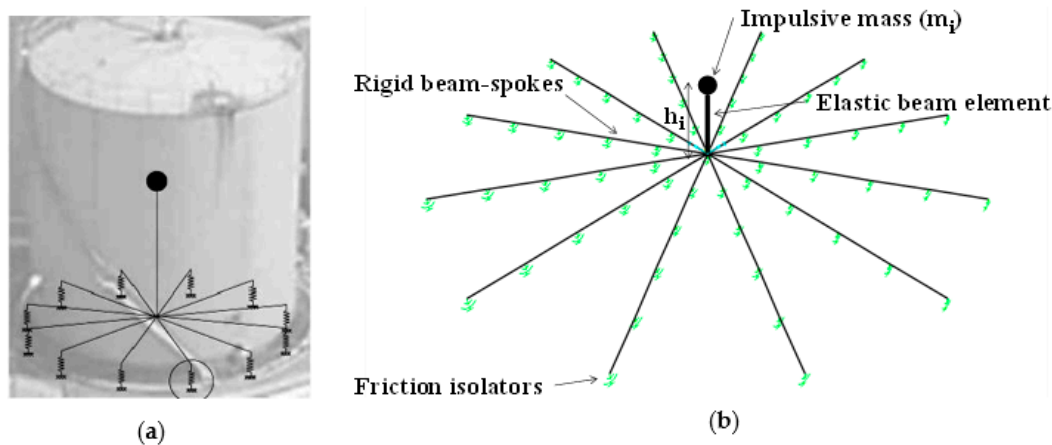 Impulsive mass (mi)
Rigid beam-spokes
Elastic beam element
hi
Friction isolators
(a)
(b)